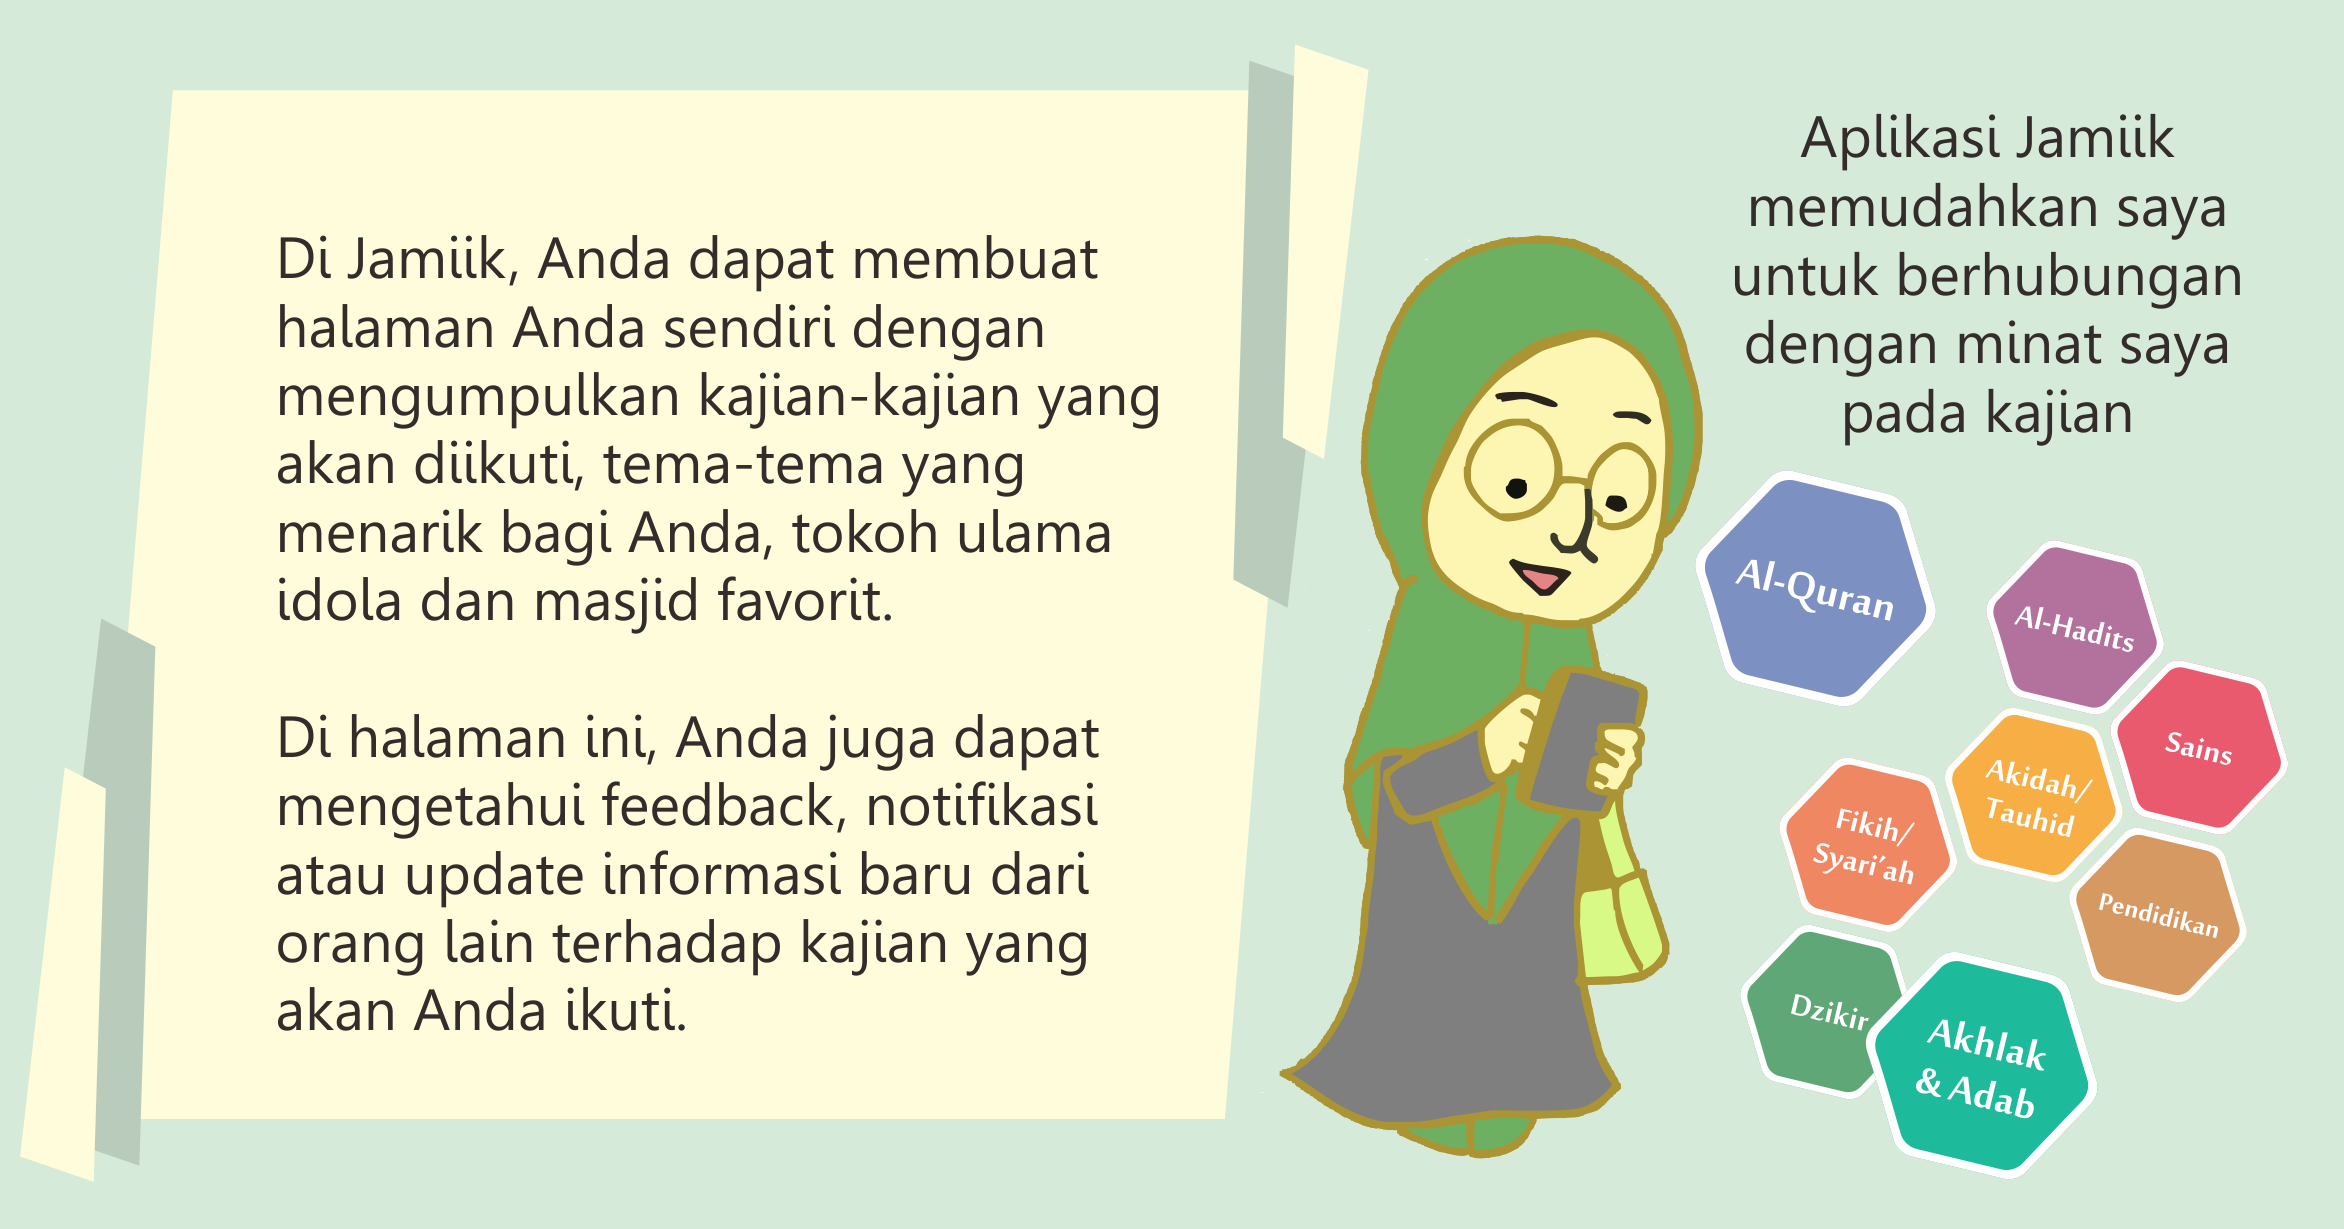 Di Jamiik, Anda dapat membuat
halaman Anda sendiri dengan
mengumpulkan kajian-kajian yang
akan diikuti, tema-tema yang
menarik bagi Anda, tokoh ulama
idola dan masjid favorit.
Di halaman ini, Anda juga dapat
mengetahui feedback, notifikasi
atau update informasi baru dari
orang lain terhadap kajian yang
akan Anda ikuti.
Aplikasi Jamiik
memudahkan saya
untuk berhubungan
dengan minat saya
pada kajian
Al-Quran
Al-Hadits
Sains
Akidah/
Tauhid
Fikih/
Syari’ah
Pendidikan
Dzikir
Akhlak
& Adab